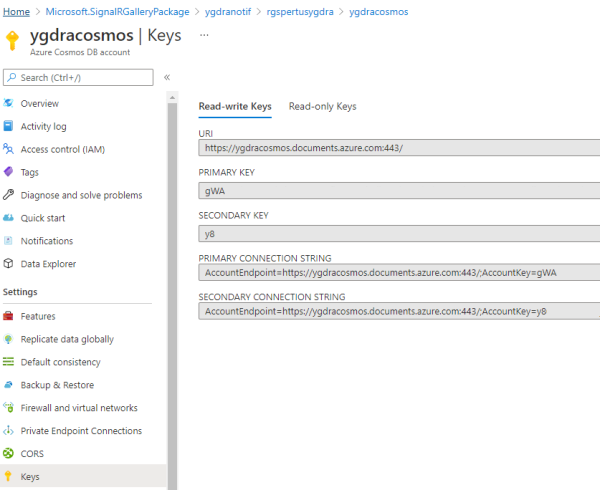 Home > Microsoft.SignalRGalleryPackage > ygdranotif > rgspertusygdra > ygdracosmos
ygdracosmos | Keys ...
Azure Cosmos DB account
Search (Ctrl+/) «
Overview
Activity log
Access control (IAM)
Tags
Diagnose and solve problems
Quick start
Notifications
Data Explorer
Settings
Features
Replicate data globally
Default consistency
Backup & Restore
Firewall and virtual networks
Private Endpoint Connections
CORS
Keys
Read-write Keys Read-only Keys
URI
https://ygdracosmos.documents.azure.com:443/
PRIMARY KEY
gWA
SECONDARY KEY
y8
PRIMARY CONNECTION STRING
AccountEndpoint=https://ygdracosmos.documents.azure.com:443/;AccountKey=gWA
SECONDARY CONNECTION STRING
AccountEndpoint=https://ygdracosmos.documents.azure.com:443/;AccountKey=y8